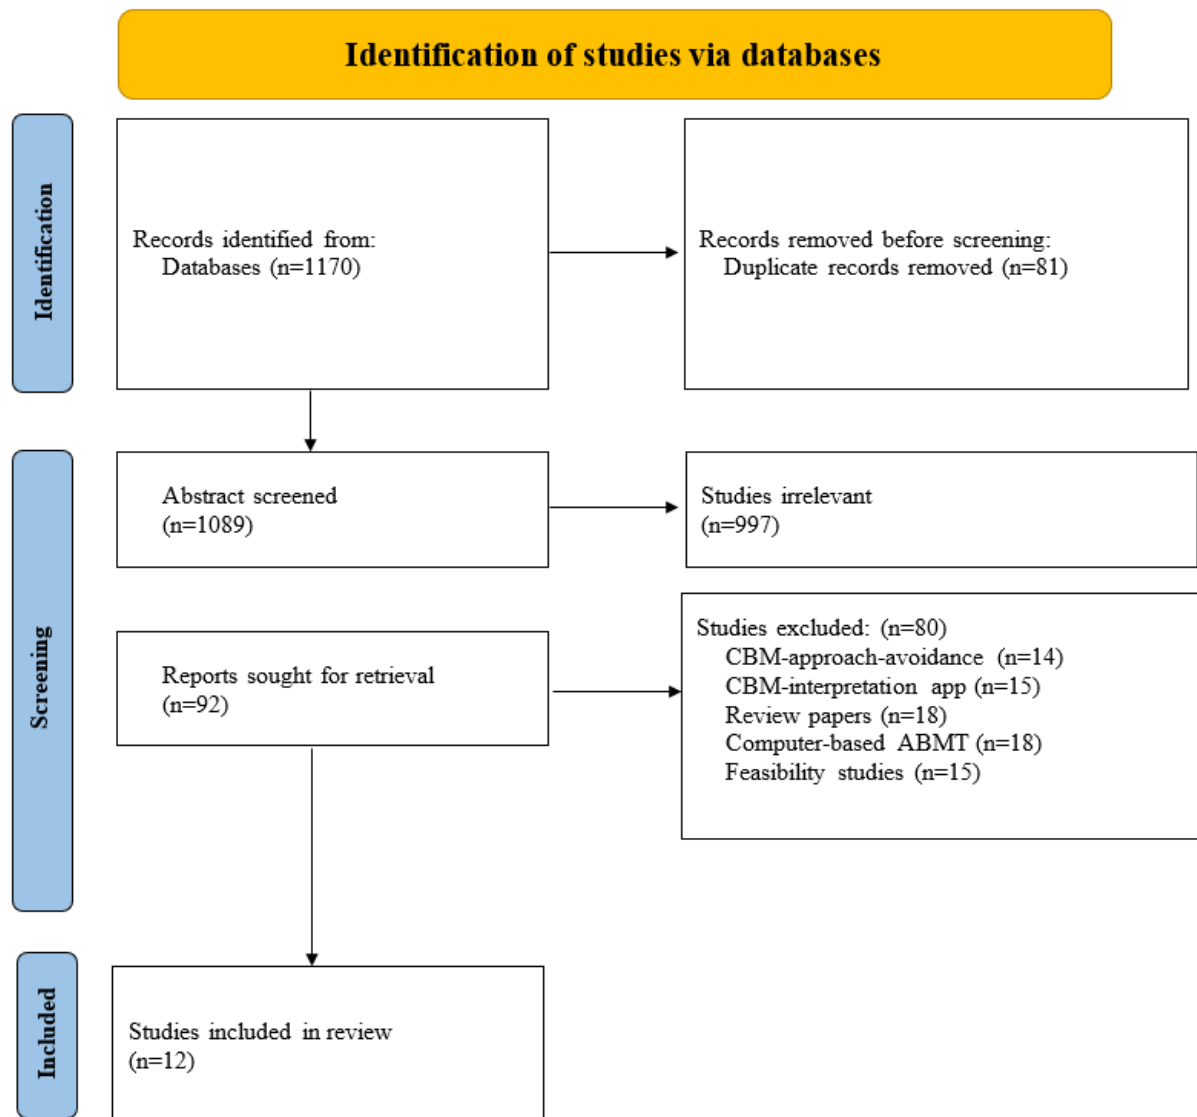 Identification of studies via databases
Identification
Records identified from:
Databases (n=1170)
Records removed before screening:
Duplicate records removed (n=81)
Screening
Abstract screened
(n=1089)
Studies irrelevant
(n=997)
Reports sought for retrieval
(n=92)
Studies excluded: (n=80)
CBM-approach-avoidance (n=14)
CBM-interpretation app (n=15)
Review papers (n=18)
Computer-based ABMT (n=18)
Feasibility studies (n=15)
Included
Studies included in review
(n=12)